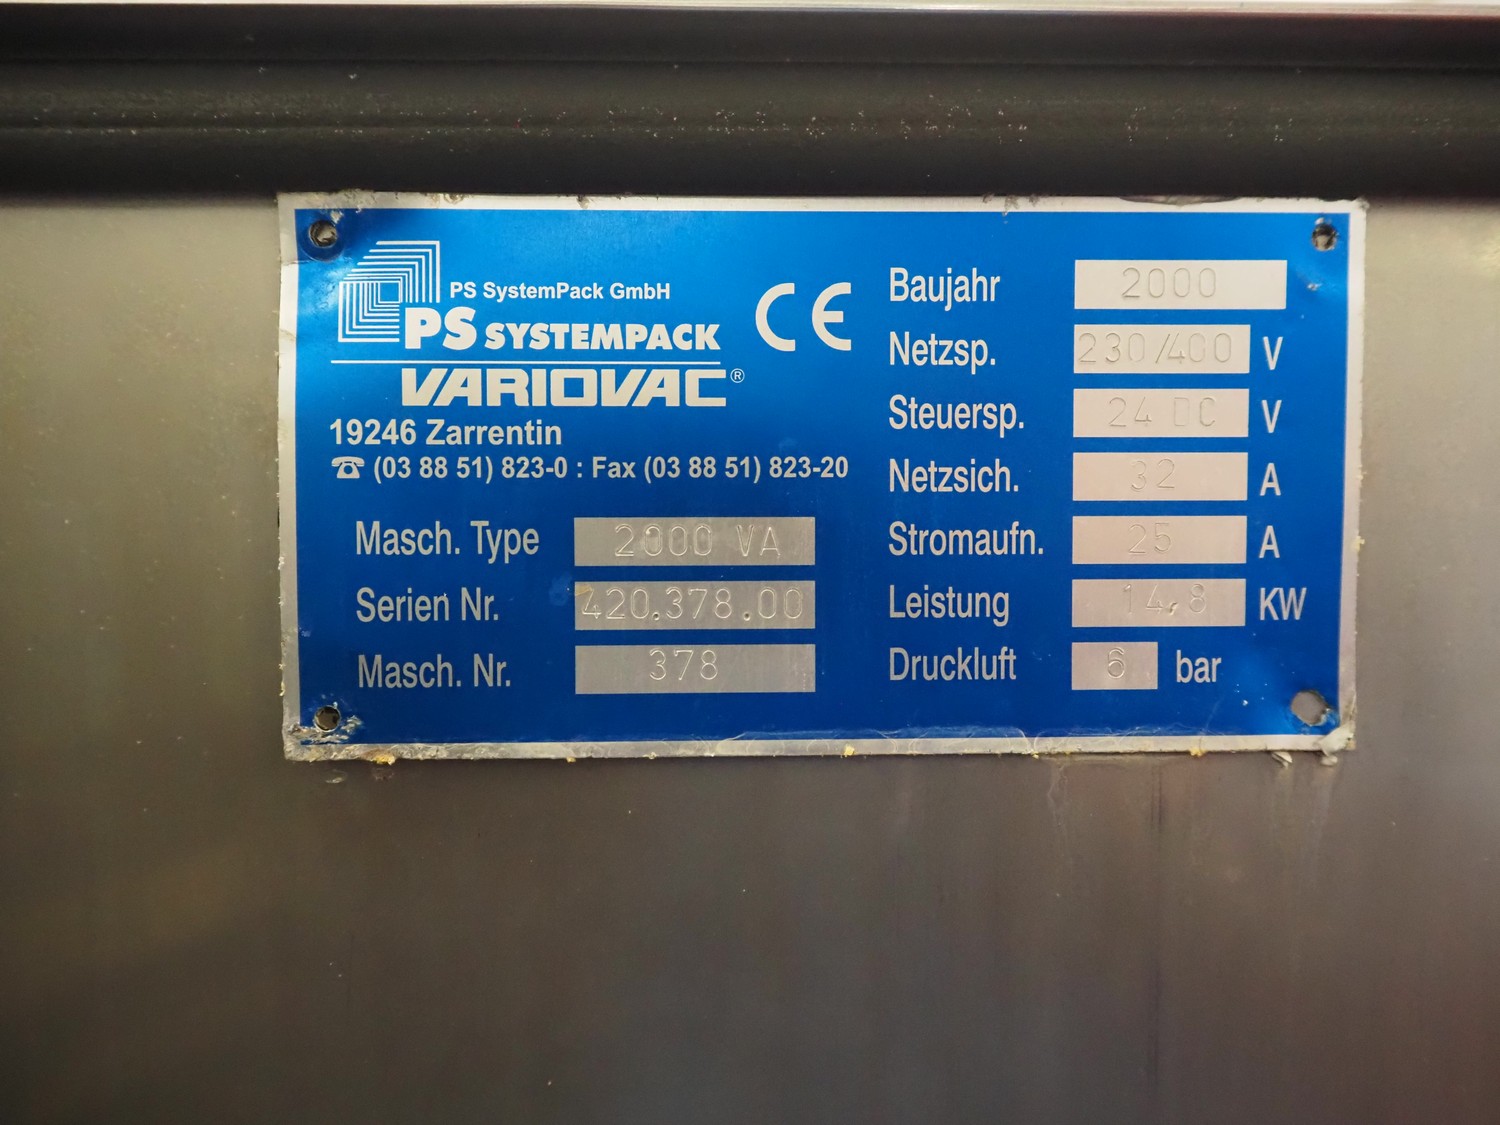 PS SystemPack GmbH
PS SYSTEMPACK
VARIOVAC®
CE
19246 Zarrentin
☎ (03 88 51) 823-0 : Fax (03 88 51) 823-20
Masch. Type 2000 VA
Serien Nr. 420.378.00
Masch. Nr. 378
Baujahr 2000
Netzsp. 230/400 V
Steuersp. 24 DC V
Netzsich. 32 A
Stromaufn. 25 A
Leistung 14,8 KW
Druckluft 6 bar